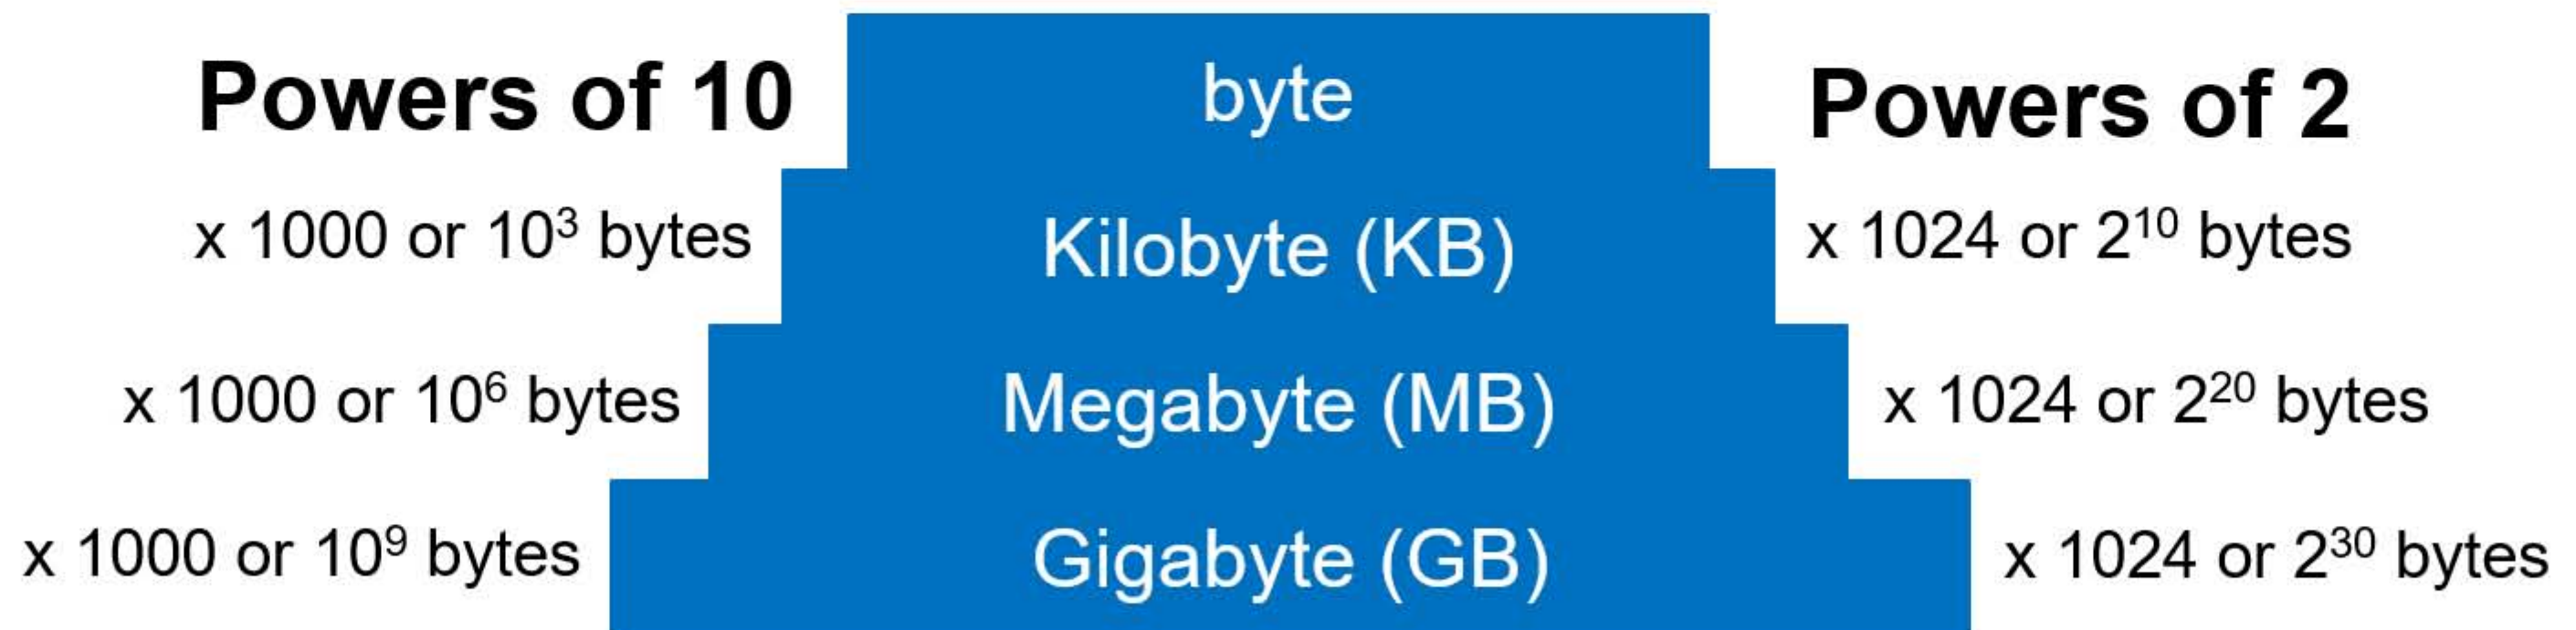 Powers of 10
byte
Powers of 2
x 1000 or 10³ bytes
Kilobyte (KB)
x 1024 or 2¹⁰ bytes
x 1000 or 10⁶ bytes
Megabyte (MB)
x 1024 or 2²⁰ bytes
x 1000 or 10⁹ bytes
Gigabyte (GB)
x 1024 or 2³⁰ bytes